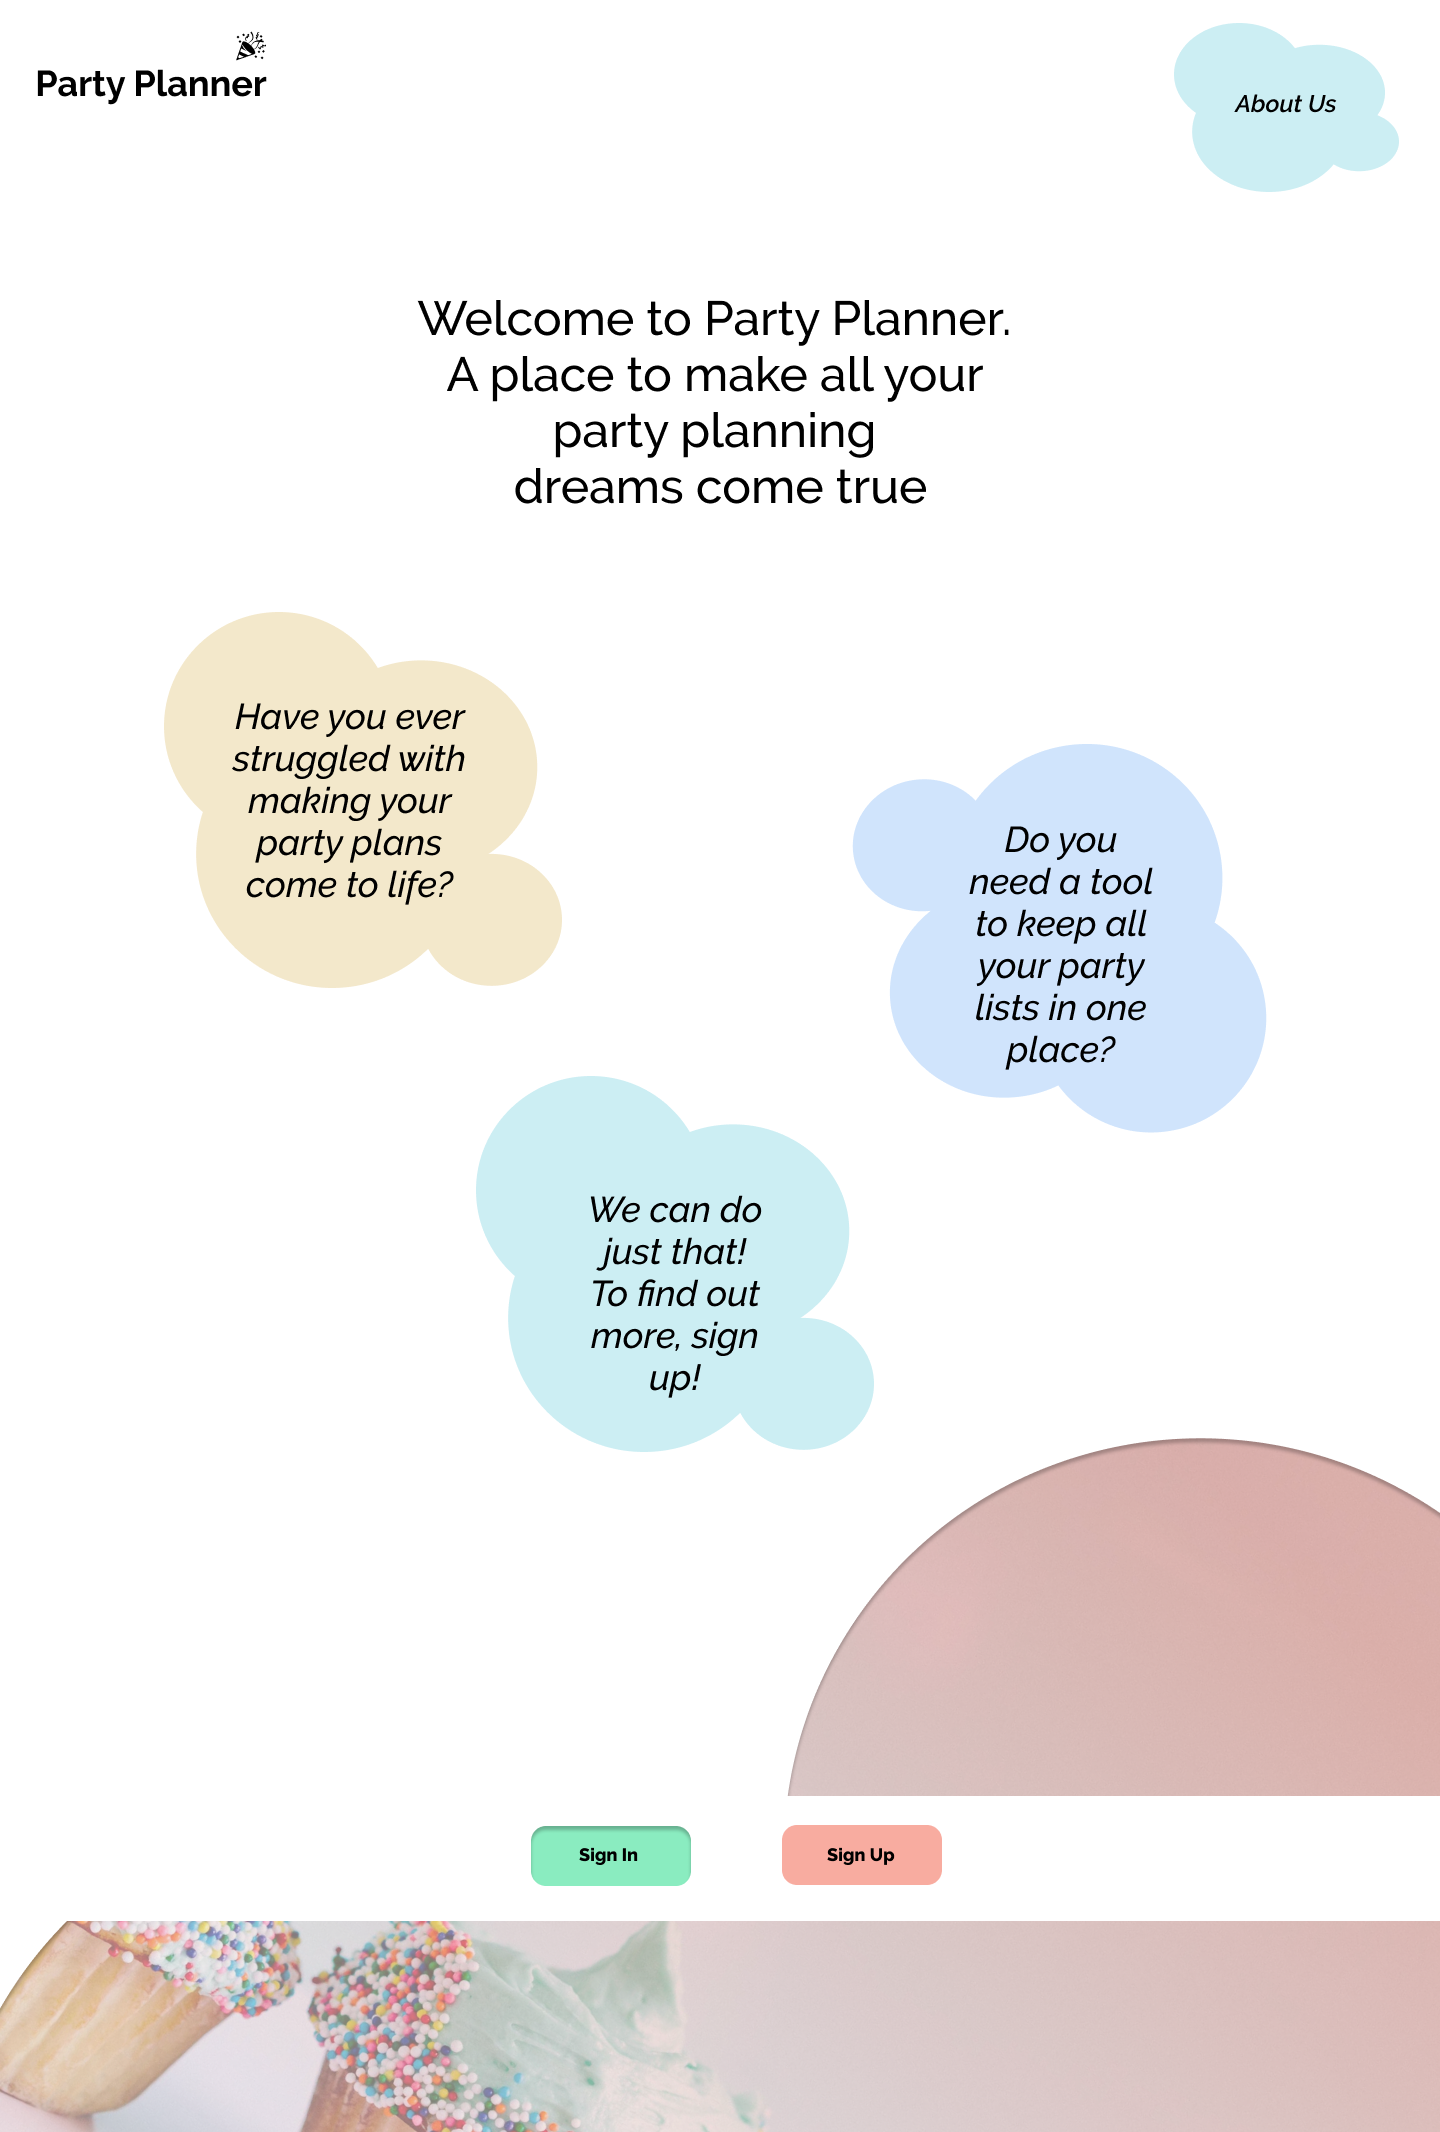 Party Planner
About Us
Welcome to Party Planner.
A place to make all your
party planning
dreams come true
Have you ever
struggled with
making your
party plans
come to life?
Do you
need a tool
to keep all
your party
lists in one
place?
We can do
just that!
To find out
more, sign
up!
Sign In
Sign Up